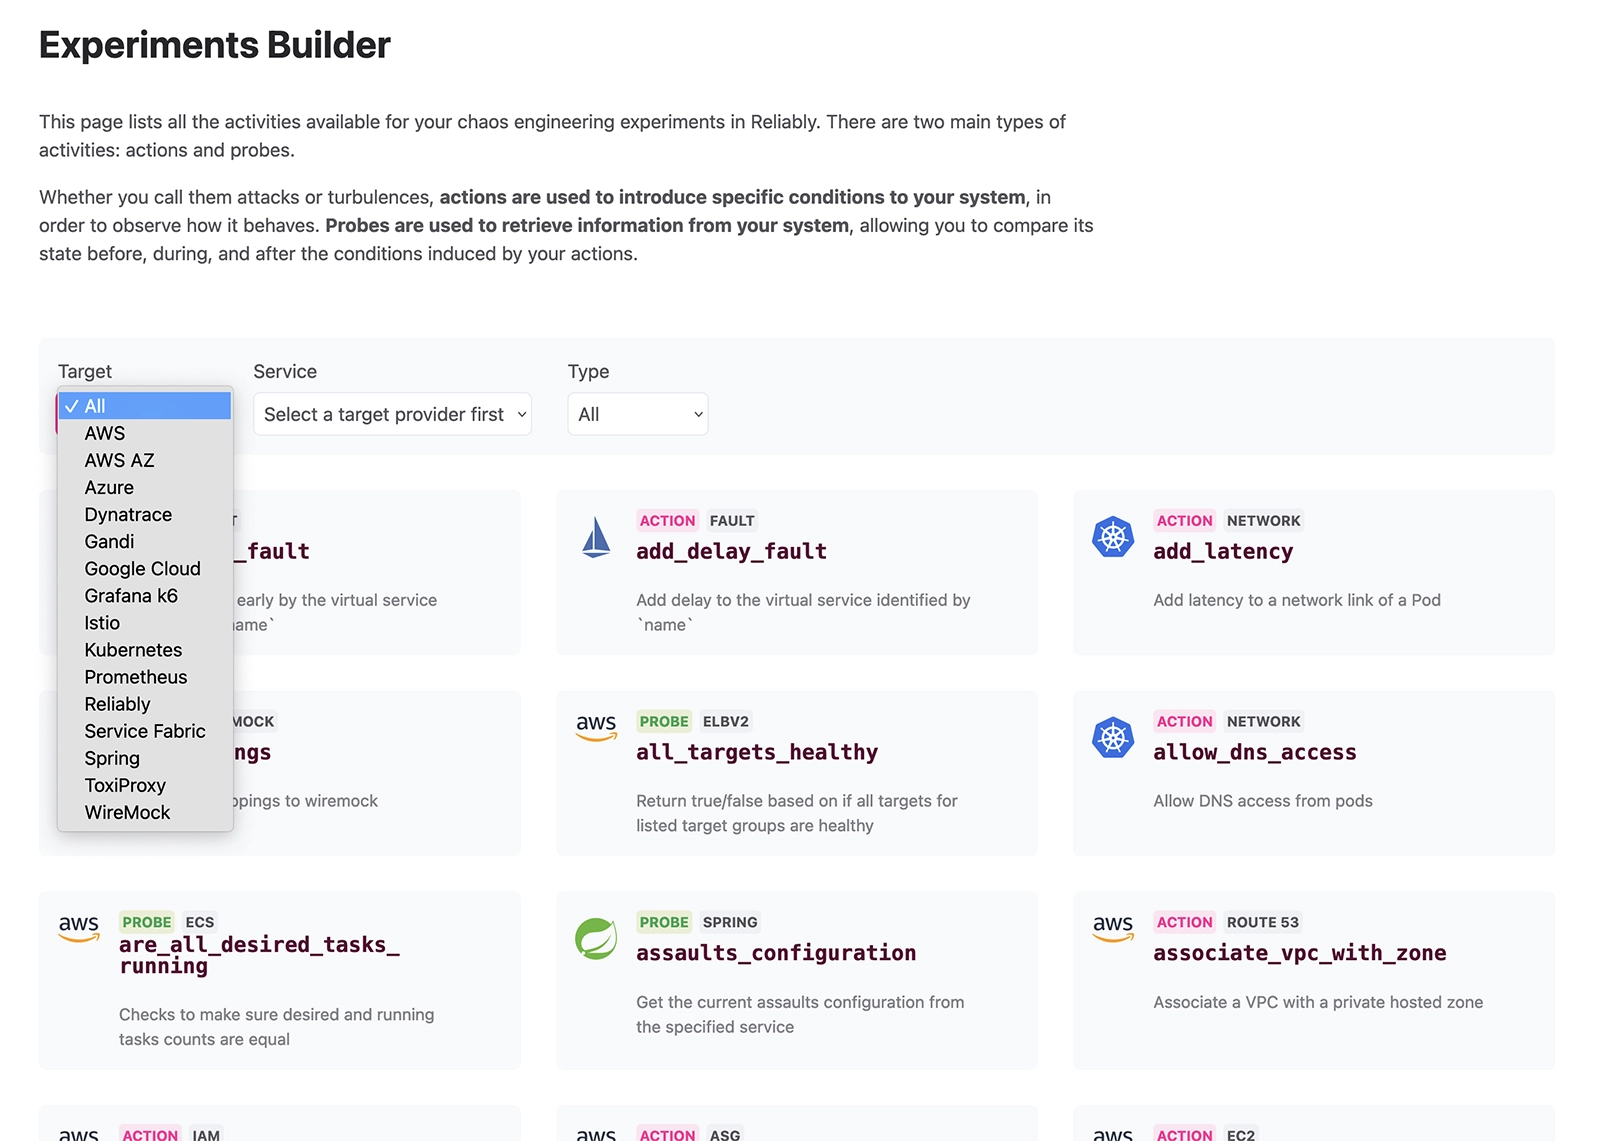 Experiments Builder
This page lists all the activities available for your chaos engineering experiments in Reliably. There are two main types of
activities: actions and probes.
Whether you call them attacks or turbulences, actions are used to introduce specific conditions to your system, in
order to observe how it behaves. Probes are used to retrieve information from your system, allowing you to compare its
state before, during, and after the conditions induced by your actions.
Target
Service
Type
✓ All
AWS
AWS AZ
Azure
Dynatrace
Gandi
Google Cloud
Grafana k6
Istio
Kubernetes
Prometheus
Reliably
Service Fabric
Spring
ToxiProxy
WireMock
Select a target provider first
All
_fault
early by the virtual service
ame`
ACTION FAULT
add_delay_fault
Add delay to the virtual service identified by
`name`
ACTION NETWORK
add_latency
Add latency to a network link of a Pod
MOCK
ngs
ppings to wiremock
aws
PROBE ELBV2
all_targets_healthy
Return true/false based on if all targets for
listed target groups are healthy
ACTION NETWORK
allow_dns_access
Allow DNS access from pods
aws
PROBE ECS
are_all_desired_tasks_
running
Checks to make sure desired and running
tasks counts are equal
PROBE SPRING
assaults_configuration
Get the current assaults configuration from
the specified service
aws
ACTION ROUTE 53
associate_vpc_with_zone
Associate a VPC with a private hosted zone
aws
ACTION IAM
aws
ACTION ASG
aws
ACTION EC2